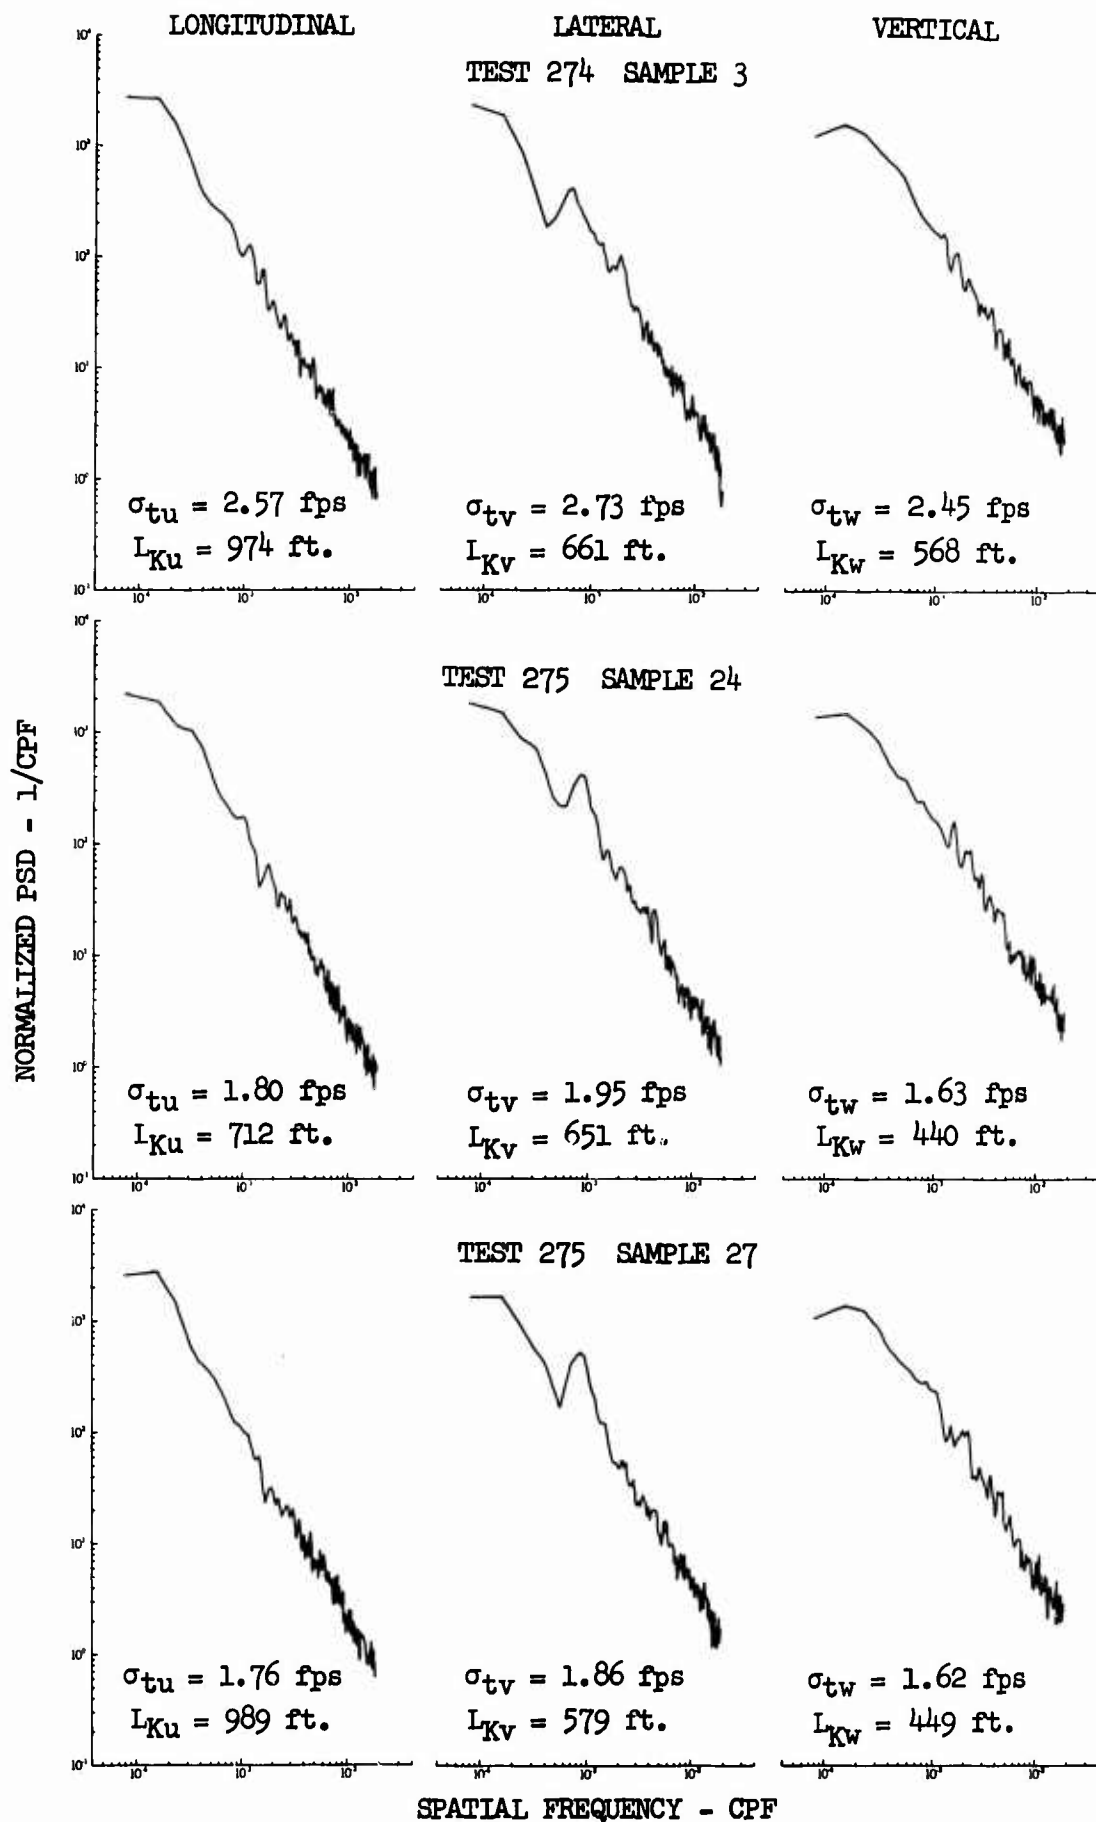 LONGITUDINAL LATERAL VERTICAL
TEST 274 SAMPLE 3
σtu = 2.57 fps
LKu = 974 ft.
σtv = 2.73 fps
LKv = 661 ft.
σtw = 2.45 fps
LKw = 568 ft.
TEST 275 SAMPLE 24
σtu = 1.80 fps
LKu = 712 ft.
σtv = 1.95 fps
LKv = 651 ft.
σtw = 1.63 fps
LKw = 440 ft.
TEST 275 SAMPLE 27
σtu = 1.76 fps
LKu = 989 ft.
σtv = 1.86 fps
LKv = 579 ft.
σtw = 1.62 fps
LKw = 449 ft.
NORMALIZED PSD - 1/CPF
SPATIAL FREQUENCY - CPF